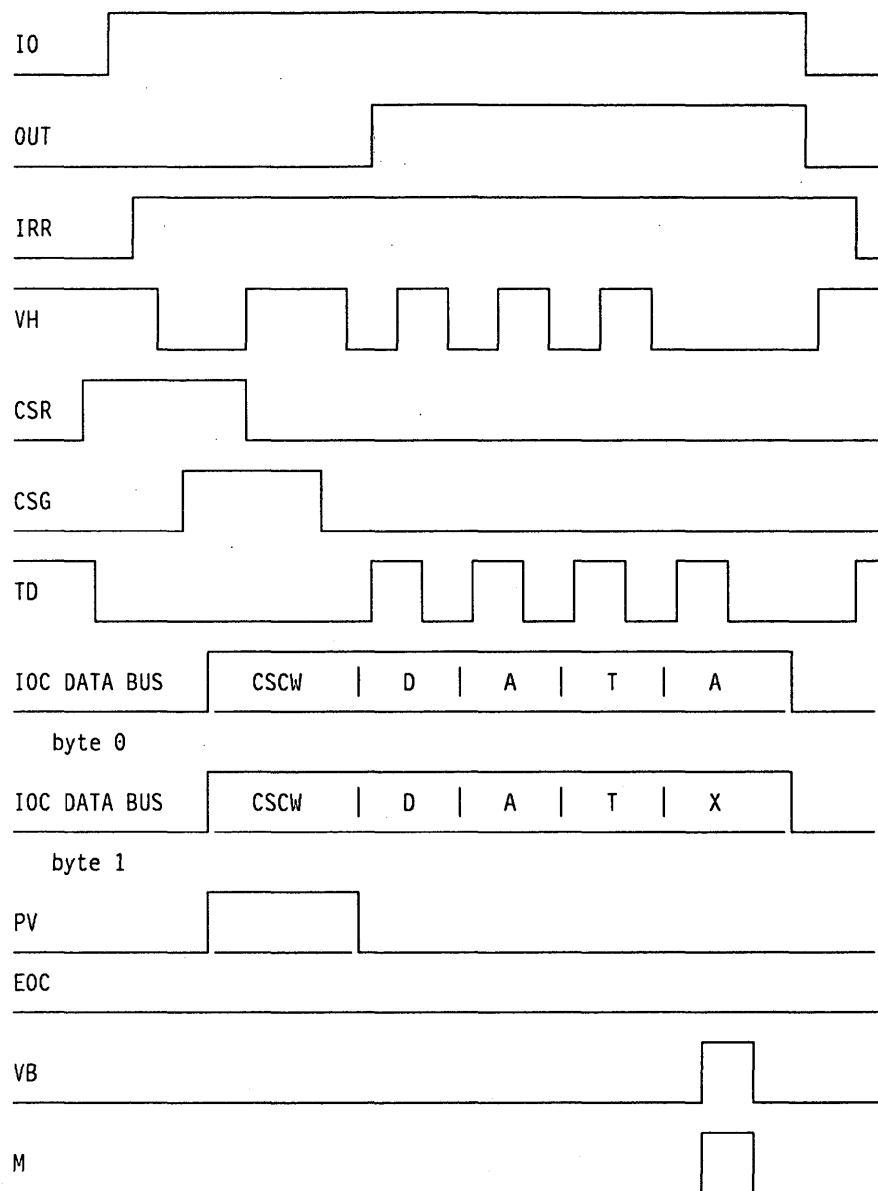 IO
OUT
IRR
VH
CSR
CSG
TD
IOC DATA BUS CSCW | D | A | T | A
byte 0
IOC DATA BUS CSCW | D | A | T | X
byte 1
PV
EOC
VB
M